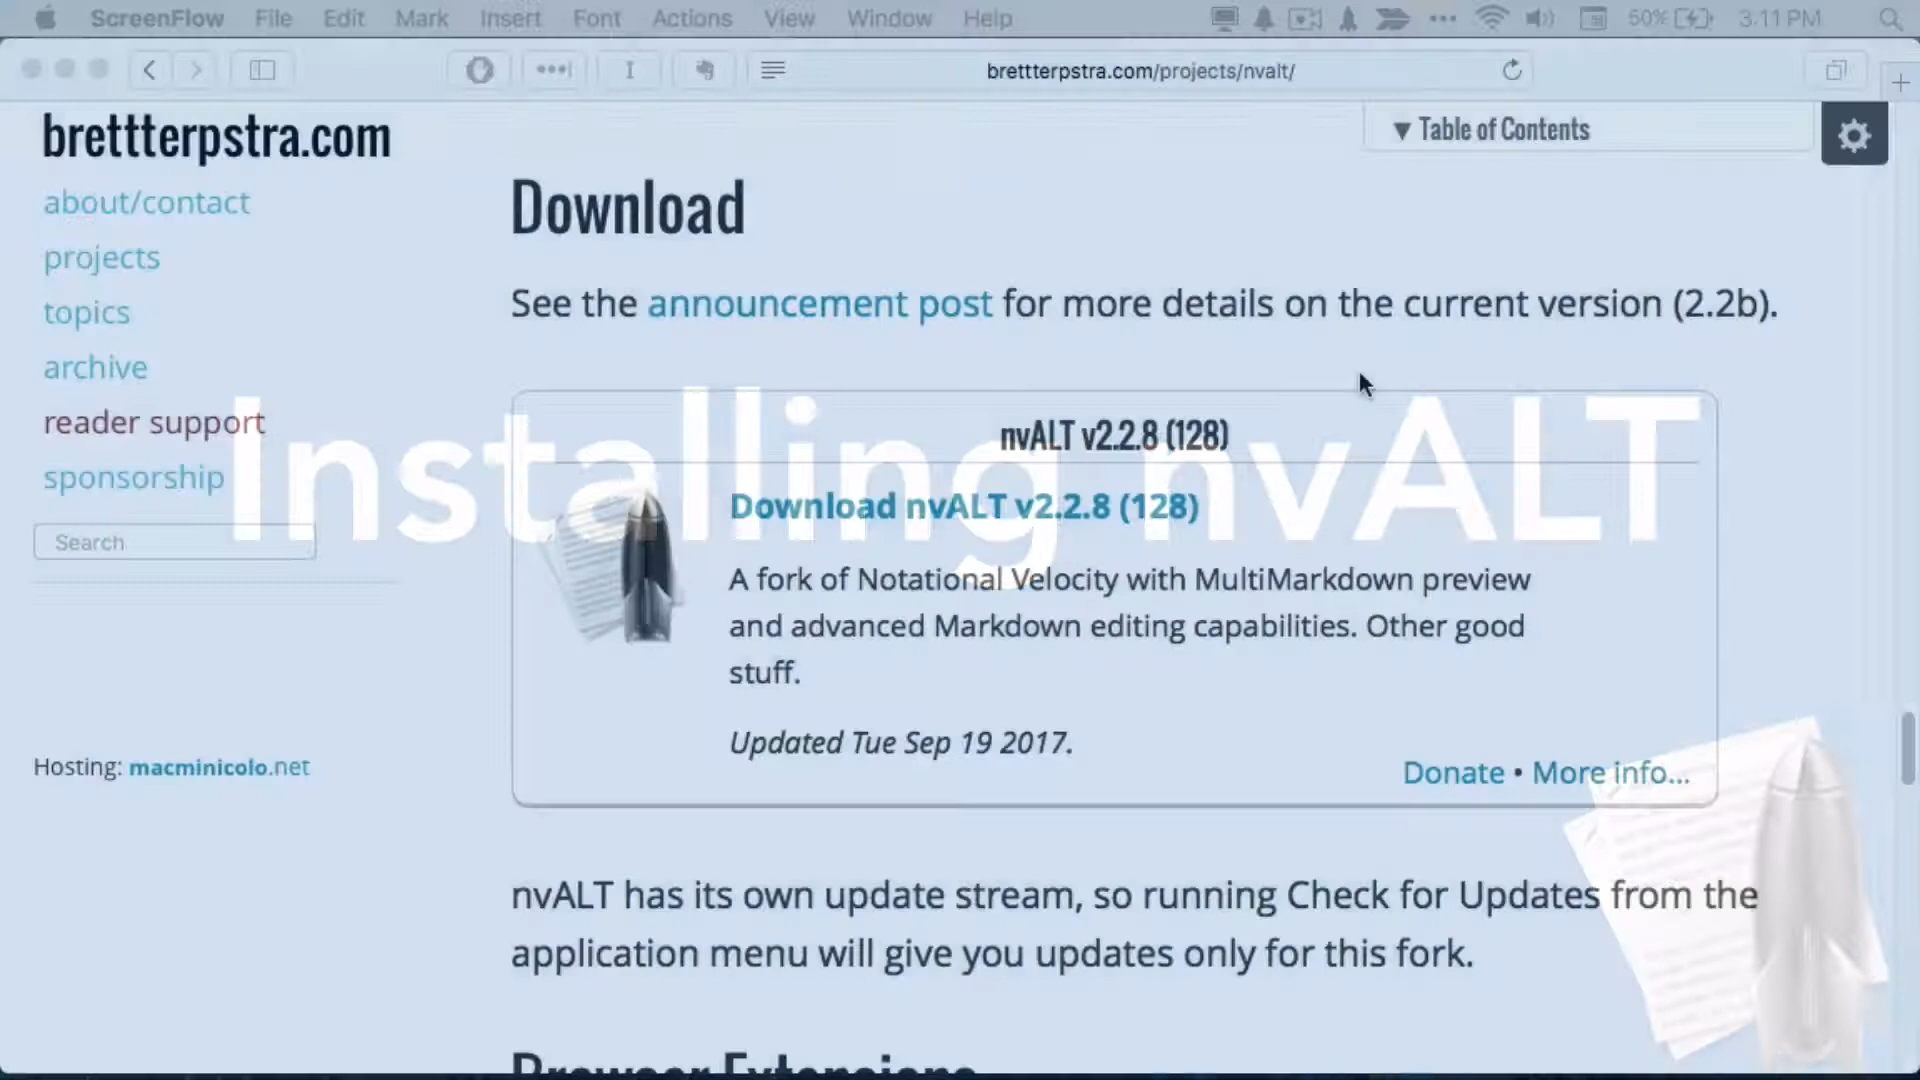 ScreenFlow File Edit Mark Insert Font Actions View Window Help 50% 3:11 PM
brettterpstra.com/projects/nvalt/
brettterpstra.com
▼ Table of Contents
about/contact
projects
topics
archive
reader support
sponsorship
Search
Hosting: macminicolo.net
Download
See the announcement post for more details on the current version (2.2b).
Installing nvALT
nvALT v2.2.8 (128)
Download nvALT v2.2.8 (128)
A fork of Notational Velocity with MultiMarkdown preview
and advanced Markdown editing capabilities. Other good
stuff.
Updated Tue Sep 19 2017.
Donate • More info...
nvALT has its own update stream, so running Check for Updates from the
application menu will give you updates only for this fork.
Browser Extensions